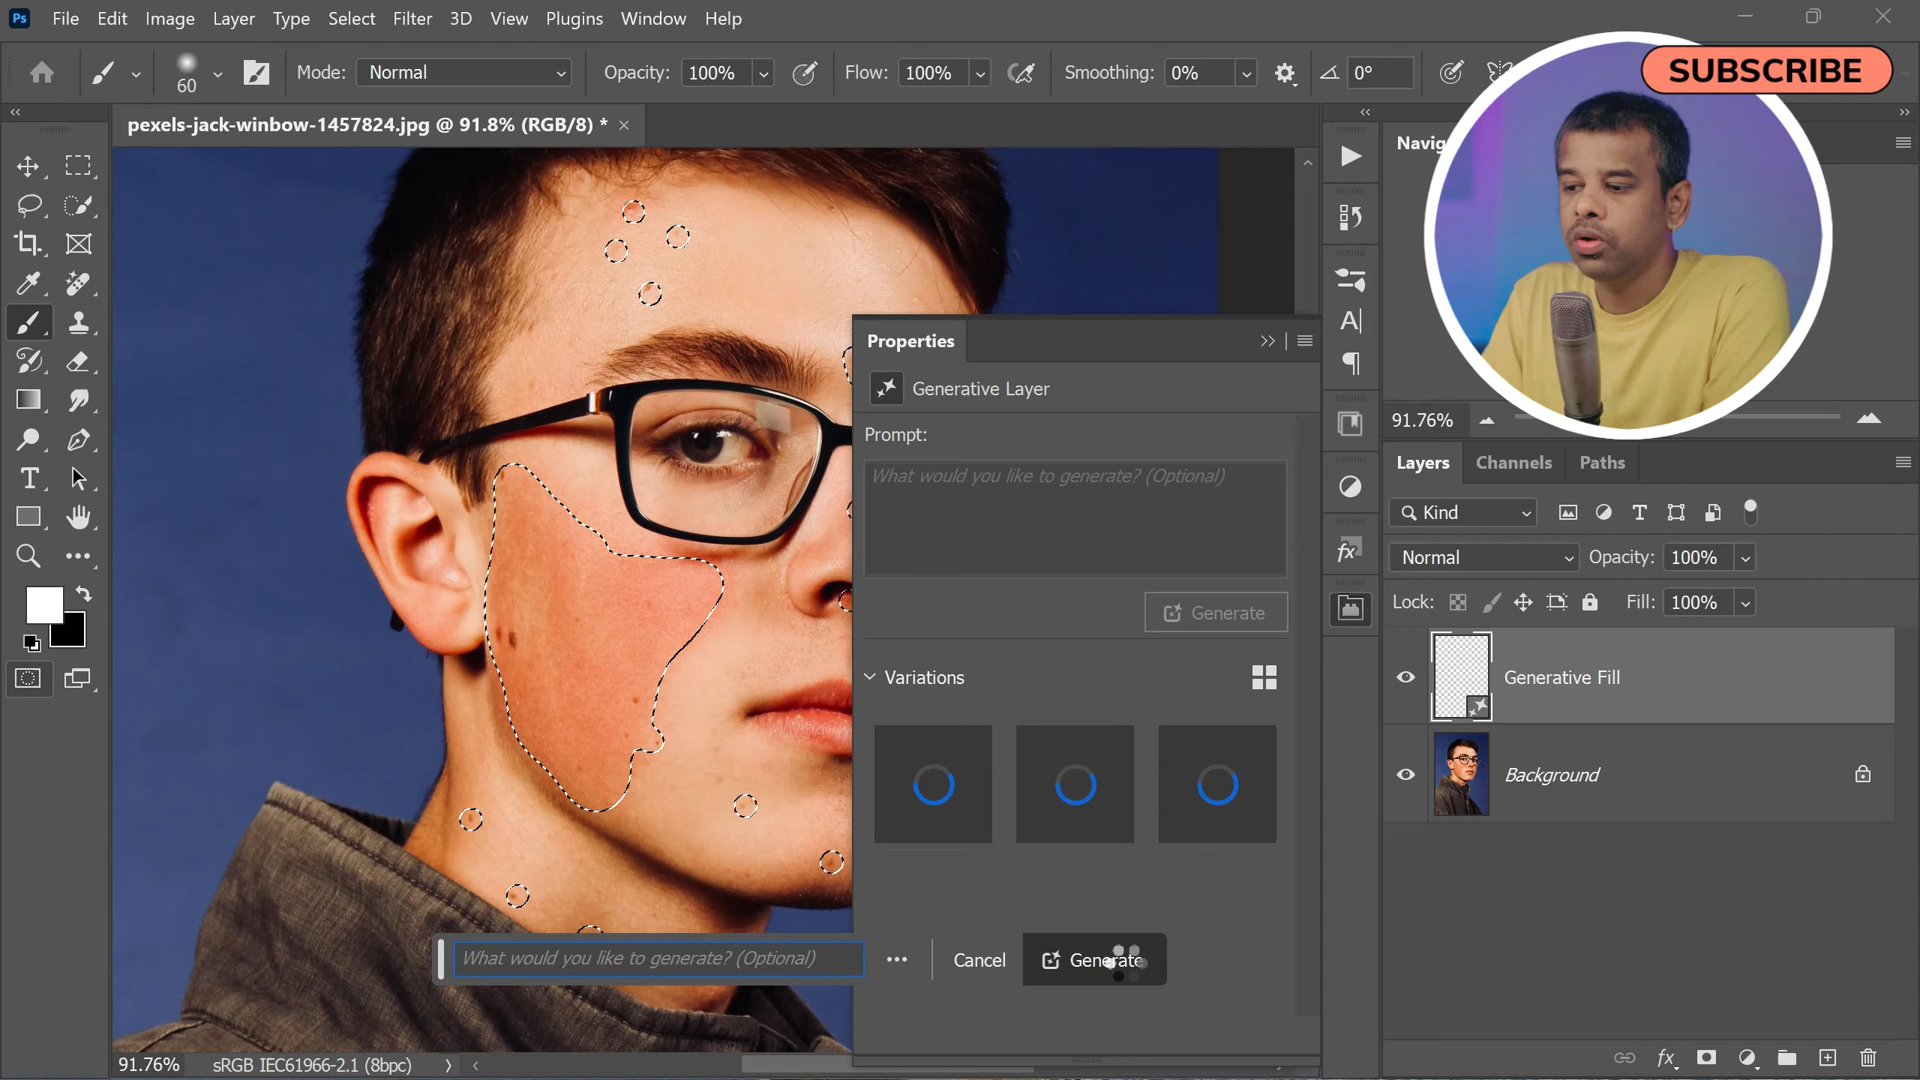 Ps File Edit Image Layer Type Select Filter 3D View Plugins Window Help
60 Mode: Normal Opacity: 100% Flow: 100% Smoothing: 0% 0°
SUBSCRIBE
pexels-jack-winbow-1457824.jpg @ 91.8% (RGB/8) * ×
Navig
Properties
Generative Layer
Prompt:
What would you like to generate? (Optional)
Generate
Variations
91.76%
Layers Channels Paths
Kind
Normal Opacity: 100%
Lock: Fill: 100%
Generative Fill
Background
What would you like to generate? (Optional)
Cancel Generate
91.76% sRGB IEC61966-2.1 (8bpc)
fx